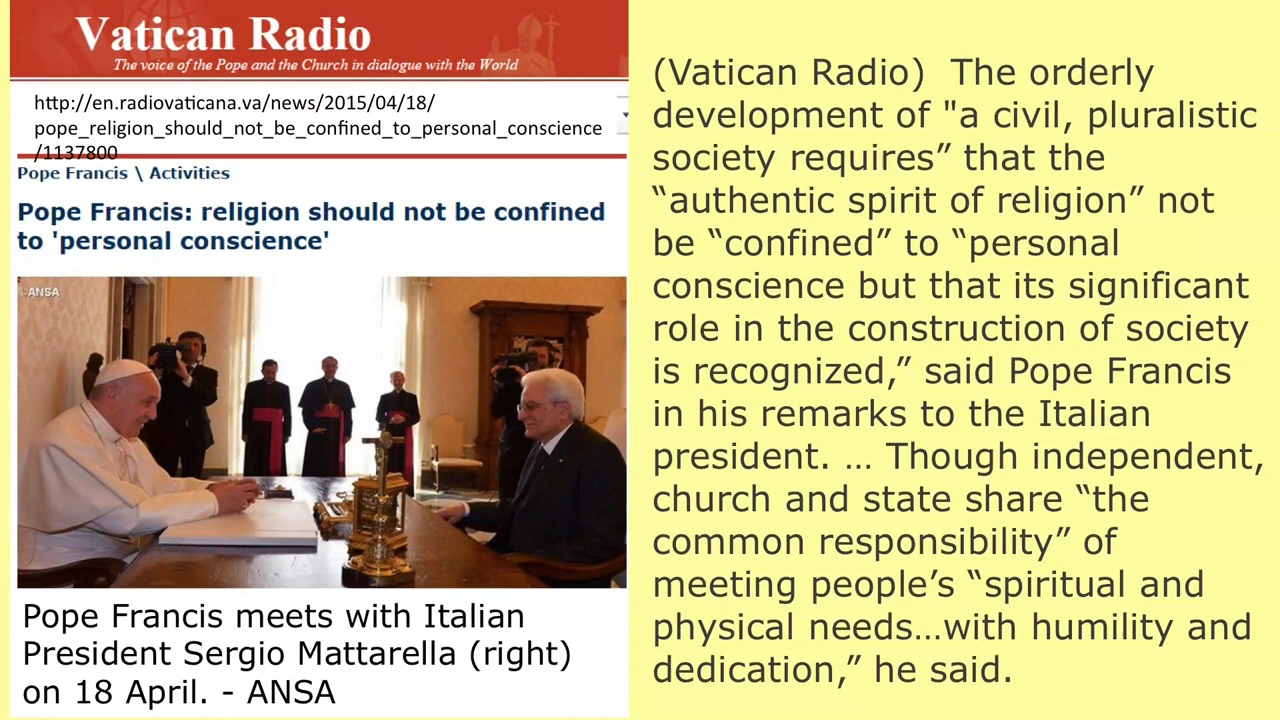 Vatican Radio
The voice of the Pope and the Church in dialogue with the World
http://en.radiovaticana.va/news/2015/04/18/
pope_religion_should_not_be_confined_to_personal_conscience
/1137800
Pope Francis \ Activities
Pope Francis: religion should not be confined
to 'personal conscience'
©ANSA
Pope Francis meets with Italian
President Sergio Mattarella (right)
on 18 April. - ANSA
(Vatican Radio)  The orderly
development of "a civil, pluralistic
society requires” that the
“authentic spirit of religion” not
be “confined” to “personal
conscience but that its significant
role in the construction of society
is recognized,” said Pope Francis
in his remarks to the Italian
president. … Though independent,
church and state share “the
common responsibility” of
meeting people’s “spiritual and
physical needs…with humility and
dedication,” he said.